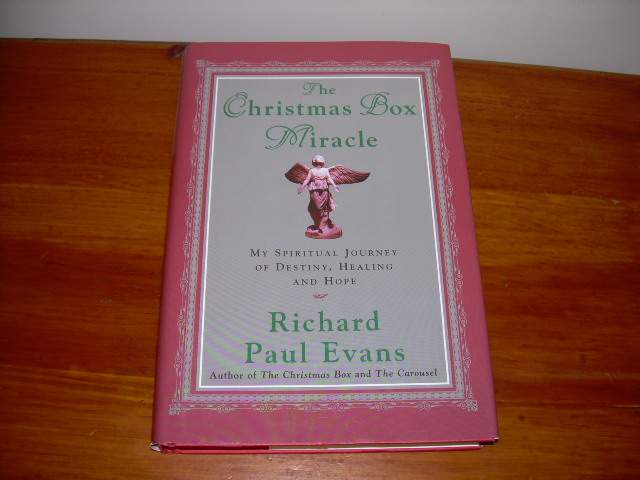 The
Christmas Box
Miracle
My Spiritual Journey
of Destiny, Healing
and Hope
Richard
Paul Evans
Author of The Christmas Box and The Carousel